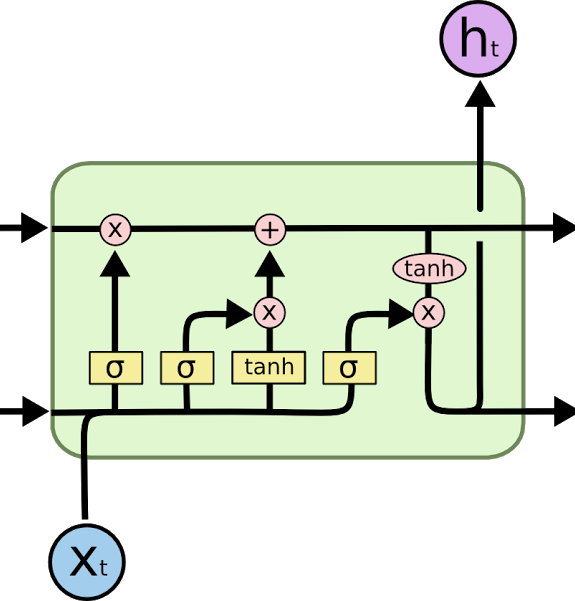 ht
x +
tanh
x x
σ σ tanh σ
xt